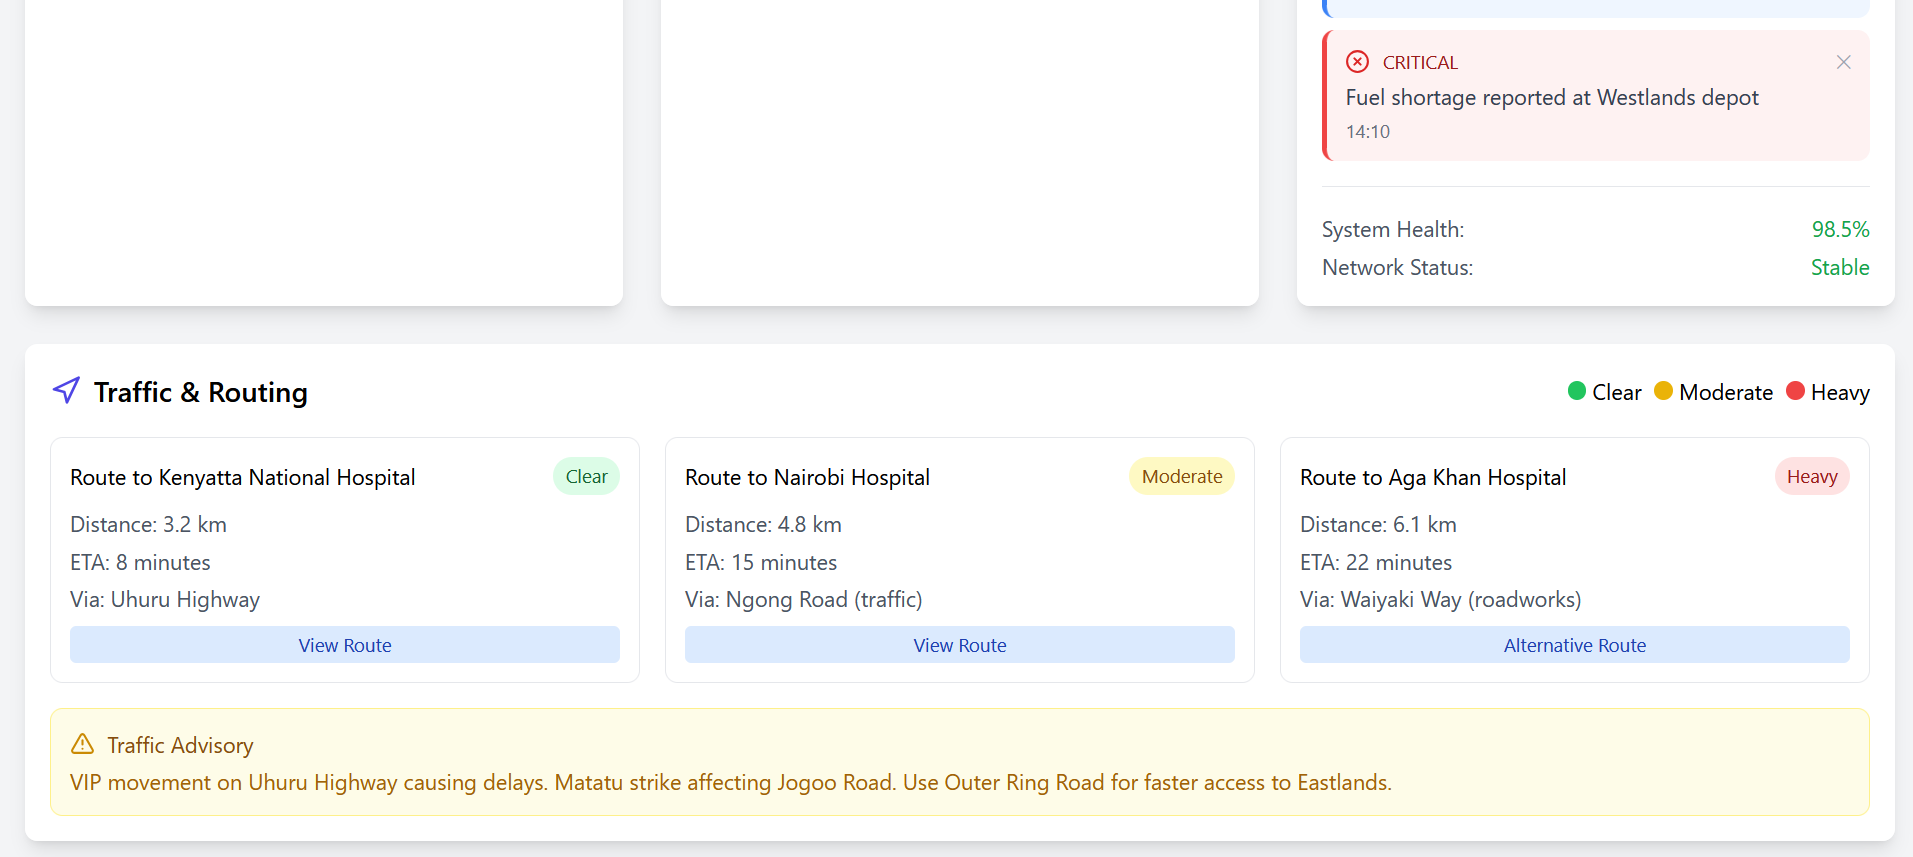 CRITICAL
Fuel shortage reported at Westlands depot
14:10
System Health: 98.5%
Network Status: Stable
Traffic & Routing
Clear Moderate Heavy
Route to Kenyatta National Hospital Clear
Distance: 3.2 km
ETA: 8 minutes
Via: Uhuru Highway
View Route
Route to Nairobi Hospital Moderate
Distance: 4.8 km
ETA: 15 minutes
Via: Ngong Road (traffic)
View Route
Route to Aga Khan Hospital Heavy
Distance: 6.1 km
ETA: 22 minutes
Via: Waiyaki Way (roadworks)
Alternative Route
Traffic Advisory
VIP movement on Uhuru Highway causing delays. Matatu strike affecting Jogoo Road. Use Outer Ring Road for faster access to Eastlands.